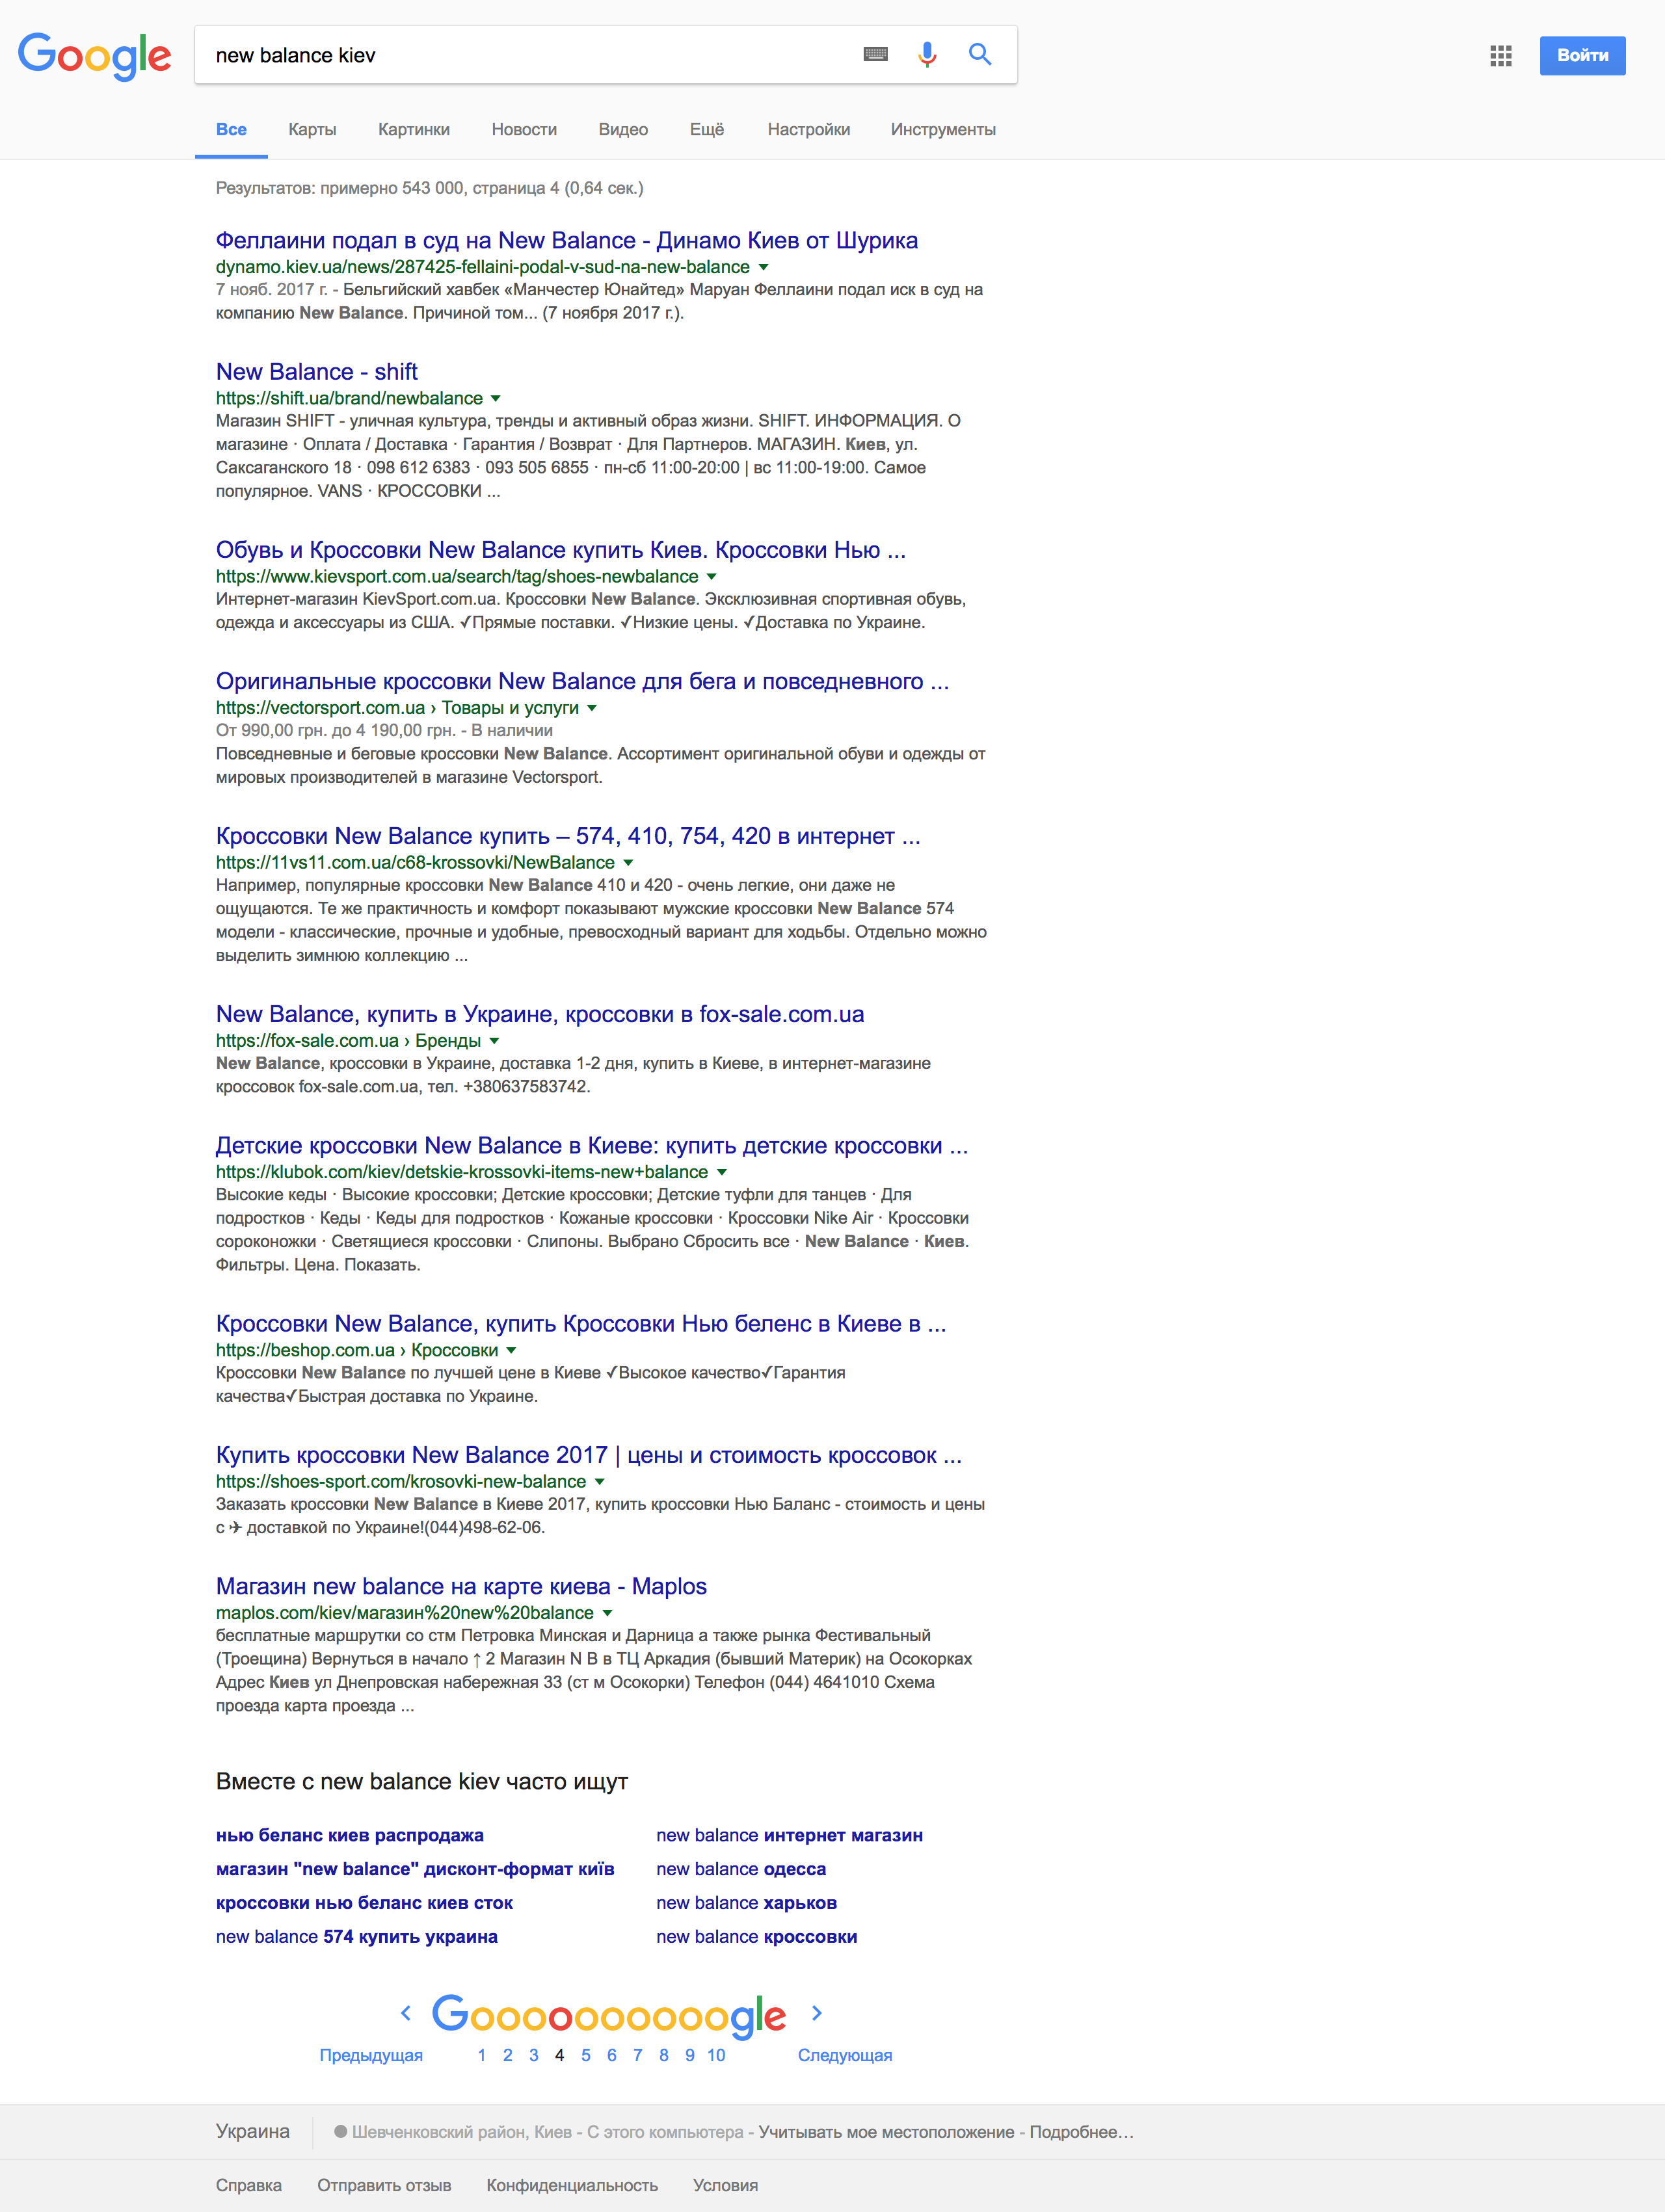 Google
new balance kiev
Войти
Все Карты Картинки Новости Видео Ещё Настройки Инструменты
Результатов: примерно 543 000, страница 4 (0,64 сек.)
Феллаини подал в суд на New Balance - Динамо Киев от Шурика
dynamo.kiev.ua/news/287425-fellaini-podal-v-sud-na-new-balance
7 нояб. 2017 г. - Бельгийский хавбек «Манчестер Юнайтед» Маруан Феллаини подал иск в суд на
компанию New Balance. Причиной том... (7 ноября 2017 г.).
New Balance - shift
https://shift.ua/brand/newbalance
Магазин SHIFT - уличная культура, тренды и активный образ жизни. SHIFT. ИНФОРМАЦИЯ. О
магазине · Оплата / Доставка · Гарантия / Возврат · Для Партнеров. МАГАЗИН. Киев, ул.
Саксаганского 18 · 098 612 6383 · 093 505 6855 · пн-сб 11:00-20:00 | вс 11:00-19:00. Самое
популярное. VANS · КРОССОВКИ ...
Обувь и Кроссовки New Balance купить Киев. Кроссовки Нью ...
https://www.kievsport.com.ua/search/tag/shoes-newbalance
Интернет-магазин KievSport.com.ua. Кроссовки New Balance. Эксклюзивная спортивная обувь,
одежда и аксессуары из США. ✓Прямые поставки. ✓Низкие цены. ✓Доставка по Украине.
Оригинальные кроссовки New Balance для бега и повседневного ...
https://vectorsport.com.ua › Товары и услуги
От 990,00 грн. до 4 190,00 грн. - В наличии
Повседневные и беговые кроссовки New Balance. Ассортимент оригинальной обуви и одежды от
мировых производителей в магазине Vectorsport.
Кроссовки New Balance купить – 574, 410, 754, 420 в интернет ...
https://11vs11.com.ua/c68-krossovki/NewBalance
Например, популярные кроссовки New Balance 410 и 420 - очень легкие, они даже не
ощущаются. Те же практичность и комфорт показывают мужские кроссовки New Balance 574
модели - классические, прочные и удобные, превосходный вариант для ходьбы. Отдельно можно
выделить зимнюю коллекцию ...
New Balance, купить в Украине, кроссовки в fox-sale.com.ua
https://fox-sale.com.ua › Бренды
New Balance, кроссовки в Украине, доставка 1-2 дня, купить в Киеве, в интернет-магазине
кроссовок fox-sale.com.ua, тел. +380637583742.
Детские кроссовки New Balance в Киеве: купить детские кроссовки ...
https://klubok.com/kiev/detskie-krossovki-items-new+balance
Высокие кеды · Высокие кроссовки; Детские кроссовки; Детские туфли для танцев · Для
подростков · Кеды · Кеды для подростков · Кожаные кроссовки · Кроссовки Nike Air · Кроссовки
сороконожки · Светящиеся кроссовки · Слипоны. Выбрано Сбросить все · New Balance · Киев.
Фильтры. Цена. Показать.
Кроссовки New Balance, купить Кроссовки Нью беленс в Киеве в ...
https://beshop.com.ua › Кроссовки
Кроссовки New Balance по лучшей цене в Киеве ✓Высокое качество✓Гарантия
качества✓Быстрая доставка по Украине.
Купить кроссовки New Balance 2017 | цены и стоимость кроссовок ...
https://shoes-sport.com/krosovki-new-balance
Заказать кроссовки New Balance в Киеве 2017, купить кроссовки Нью Баланс - стоимость и цены
с ✈ доставкой по Украине!(044)498-62-06.
Магазин new balance на карте киева - Maplos
maplos.com/kiev/магазин%20new%20balance
бесплатные маршрутки со стм Петровка Минская и Дарница а также рынка Фестивальный
(Троещина) Вернуться в начало ↑ 2 Магазин N B в ТЦ Аркадия (бывший Материк) на Осокорках
Адрес Киев ул Днепровская набережная 33 (ст м Осокорки) Телефон (044) 4641010 Схема
проезда карта проезда ...
Вместе с new balance kiev часто ищут
нью беланс киев распродажа new balance интернет магазин
магазин "new balance" дисконт-формат київ new balance одесса
кроссовки нью беланс киев сток new balance харьков
new balance 574 купить украина new balance кроссовки
Goooooooooogle
Предыдущая 1 2 3 4 5 6 7 8 9 10 Следующая
Украина Шевченковский район, Киев - С этого компьютера - Учитывать мое местоположение - Подробнее…
Справка Отправить отзыв Конфиденциальность Условия